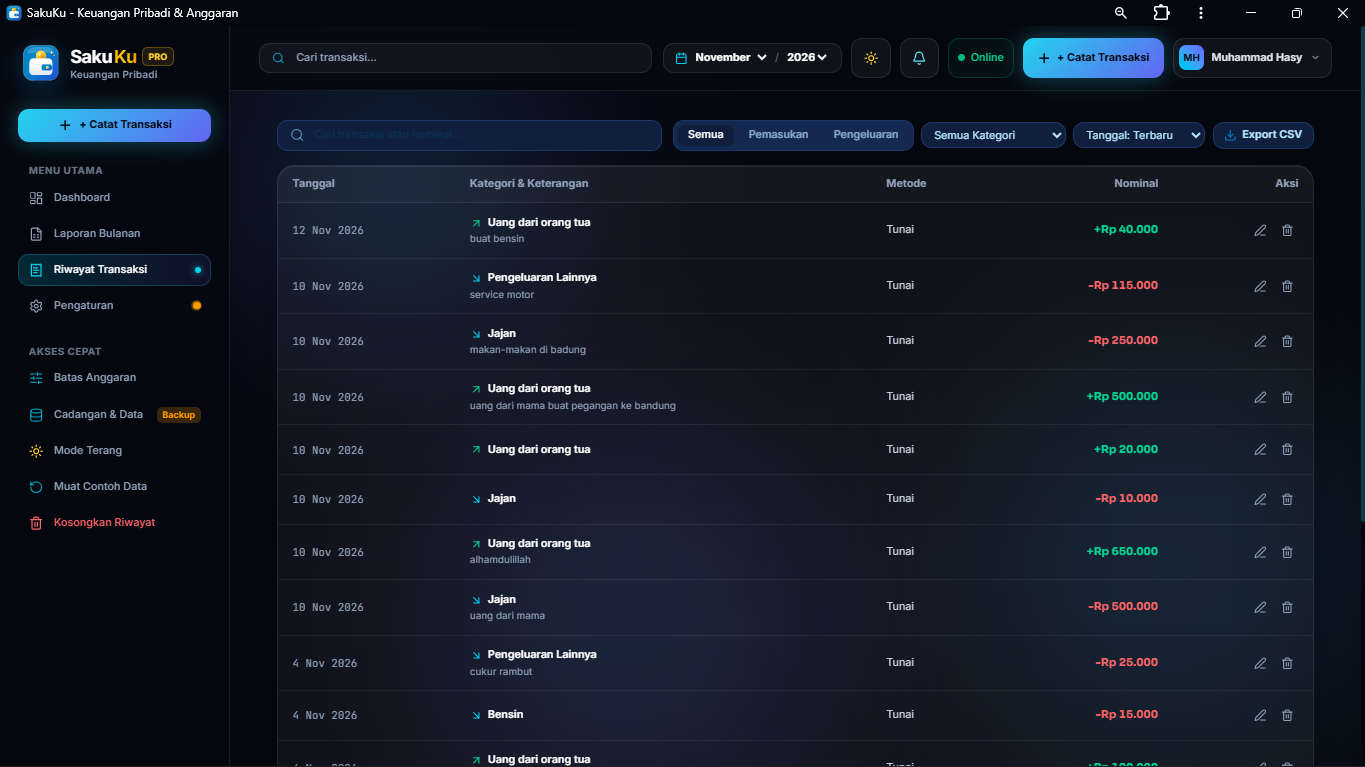 SakuKu - Keuangan Pribadi & Anggaran
SakuKu PRO
Keuangan Pribadi
Cari transaksi...
November / 2026
Online
+ + Catat Transaksi
MH Muhammad Hasy
+ + Catat Transaksi
MENU UTAMA
Dashboard
Laporan Bulanan
Riwayat Transaksi
Pengaturan
AKSES CEPAT
Batas Anggaran
Cadangan & Data Backup
Mode Terang
Muat Contoh Data
Kosongkan Riwayat
Cari transaksi atau nominal...
Semua Pemasukan Pengeluaran
Semua Kategori
Tanggal: Terbaru
Export CSV
Tanggal Kategori & Keterangan Metode Nominal Aksi
12 Nov 2026 Uang dari orang tua Tunai +Rp 40.000
buat bensin
10 Nov 2026 Pengeluaran Lainnya Tunai -Rp 115.000
service motor
10 Nov 2026 Jajan Tunai -Rp 250.000
makan-makan di badung
10 Nov 2026 Uang dari orang tua Tunai +Rp 500.000
uang dari mama buat pegangan ke bandung
10 Nov 2026 Uang dari orang tua Tunai +Rp 20.000
10 Nov 2026 Jajan Tunai -Rp 10.000
10 Nov 2026 Uang dari orang tua Tunai +Rp 650.000
alhamdulillah
10 Nov 2026 Jajan Tunai -Rp 500.000
uang dari mama
4 Nov 2026 Pengeluaran Lainnya Tunai -Rp 25.000
cukur rambut
4 Nov 2026 Bensin Tunai -Rp 15.000
Uang dari orang tua